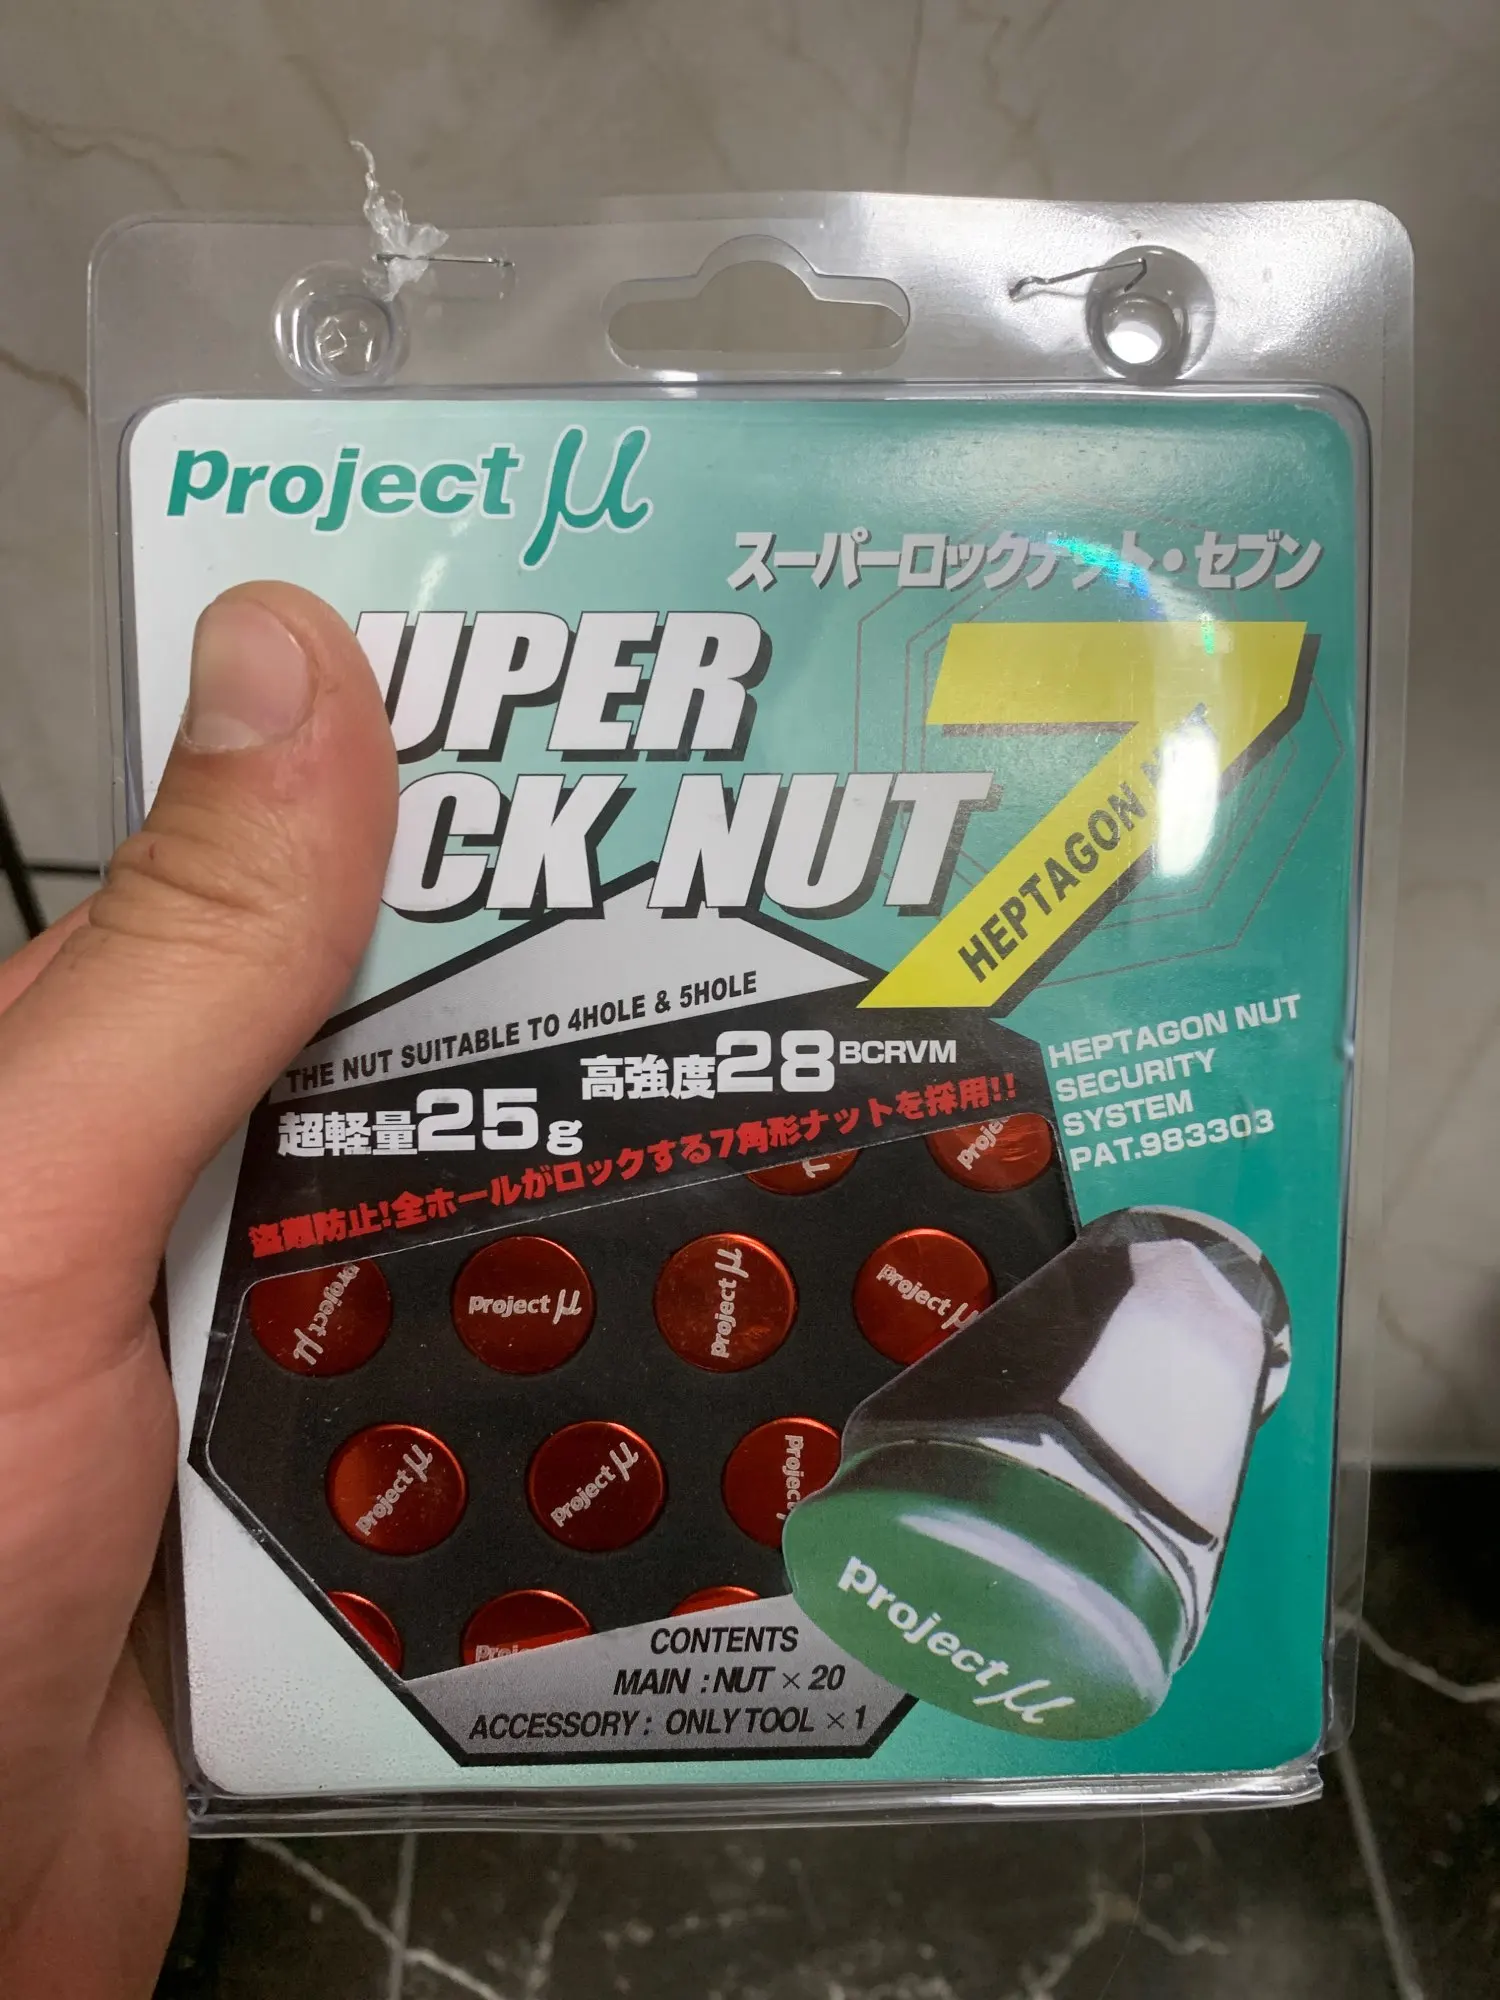 project μ
スーパーロックナット・セブン
UPER
CK NUT 7
HEPTAGON
THE NUT SUITABLE TO 4HOLE & 5HOLE
超軽量25g 高強度28BCRVM
盗難防止!全ホールがロックする7角形ナットを採用!!
HEPTAGON NUT
SECURITY
SYSTEM
PAT.983303
project μ
project μ
project μ
project μ
project μ
project μ
project μ
CONTENTS
MAIN : NUT × 20
ACCESSORY : ONLY TOOL × 1